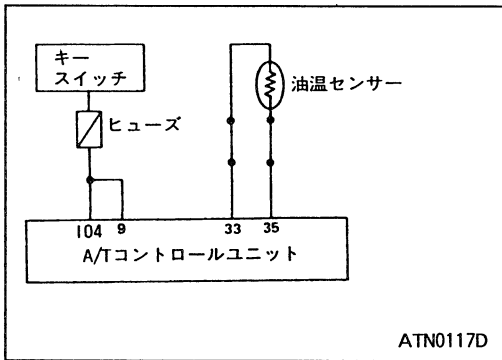 キー
スイッチ
ヒューズ
油温センサー
104 9 33 35
A/Tコントロールユニット
ATN0117D